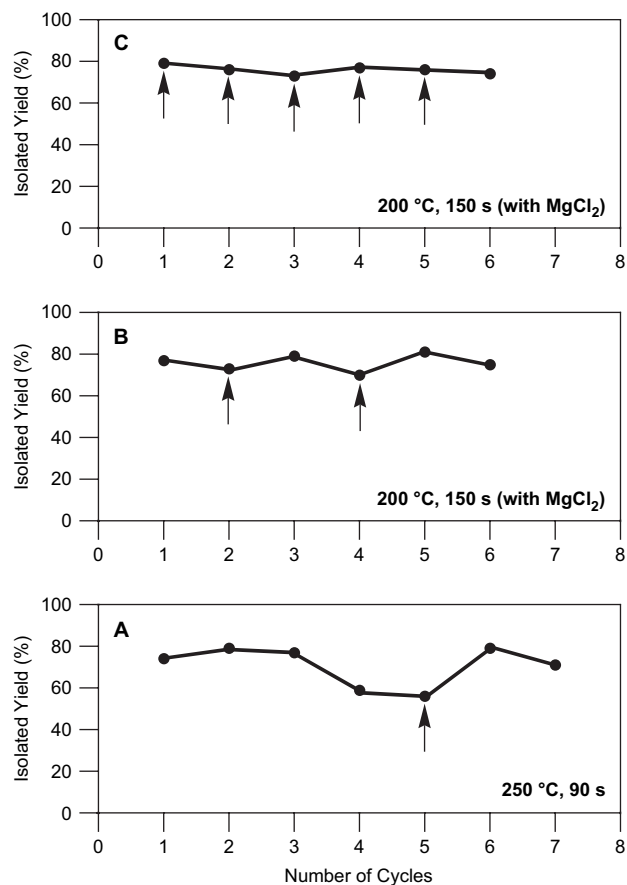 C
Isolated Yield (%)
100
80
60
40
20
0
200 °C, 150 s (with MgCl₂)
0 1 2 3 4 5 6 7 8
B
Isolated Yield (%)
100
80
60
40
20
0
200 °C, 150 s (with MgCl₂)
0 1 2 3 4 5 6 7 8
A
Isolated Yield (%)
100
80
60
40
20
0
250 °C, 90 s
0 1 2 3 4 5 6 7 8
Number of Cycles